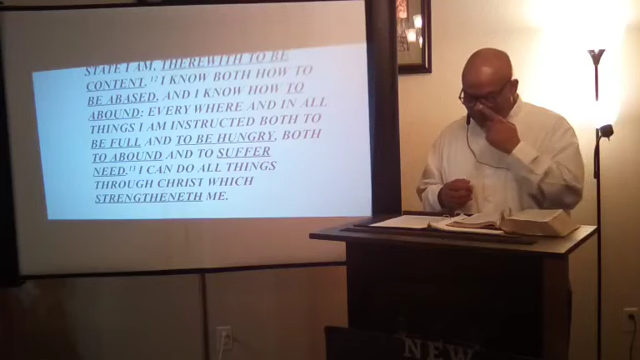 STATE I AM, THEREWITH TO BE
CONTENT. 12 I KNOW BOTH HOW TO
BE ABASED, AND I KNOW HOW TO
ABOUND: EVERY WHERE AND IN ALL
THINGS I AM INSTRUCTED BOTH TO
BE FULL AND TO BE HUNGRY, BOTH
TO ABOUND AND TO SUFFER
NEED. 13 I CAN DO ALL THINGS
THROUGH CHRIST WHICH
STRENGTHENETH ME.
NEW